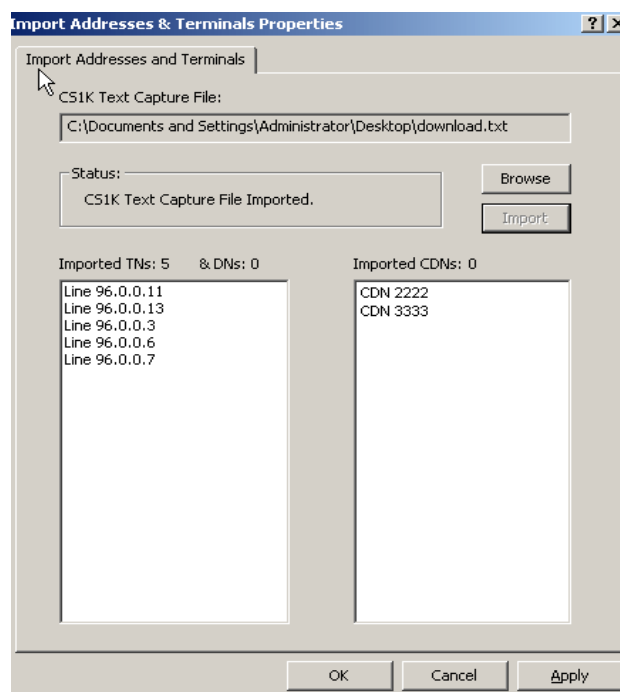 Import Addresses & Terminals Properties
Import Addresses and Terminals
CS1K Text Capture File:
C:\Documents and Settings\Administrator\Desktop\download.txt
Status:
CS1K Text Capture File Imported.
Browse
Import
Imported TNs: 5 & DNs: 0
Imported CDNs: 0
Line 96.0.0.11
Line 96.0.0.13
Line 96.0.0.3
Line 96.0.0.6
Line 96.0.0.7
CDN 2222
CDN 3333
OK
Cancel
Apply